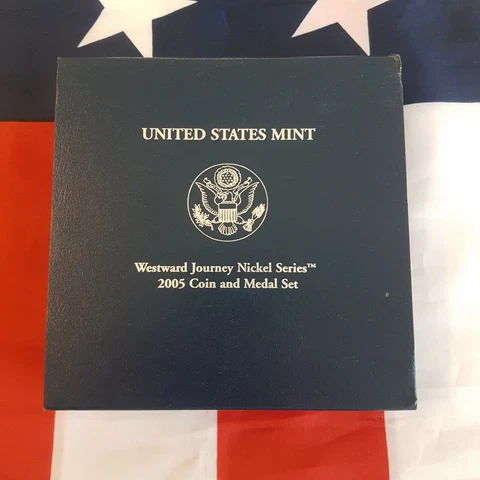 UNITED STATES MINT
Westward Journey Nickel Series™
2005 Coin and Medal Set